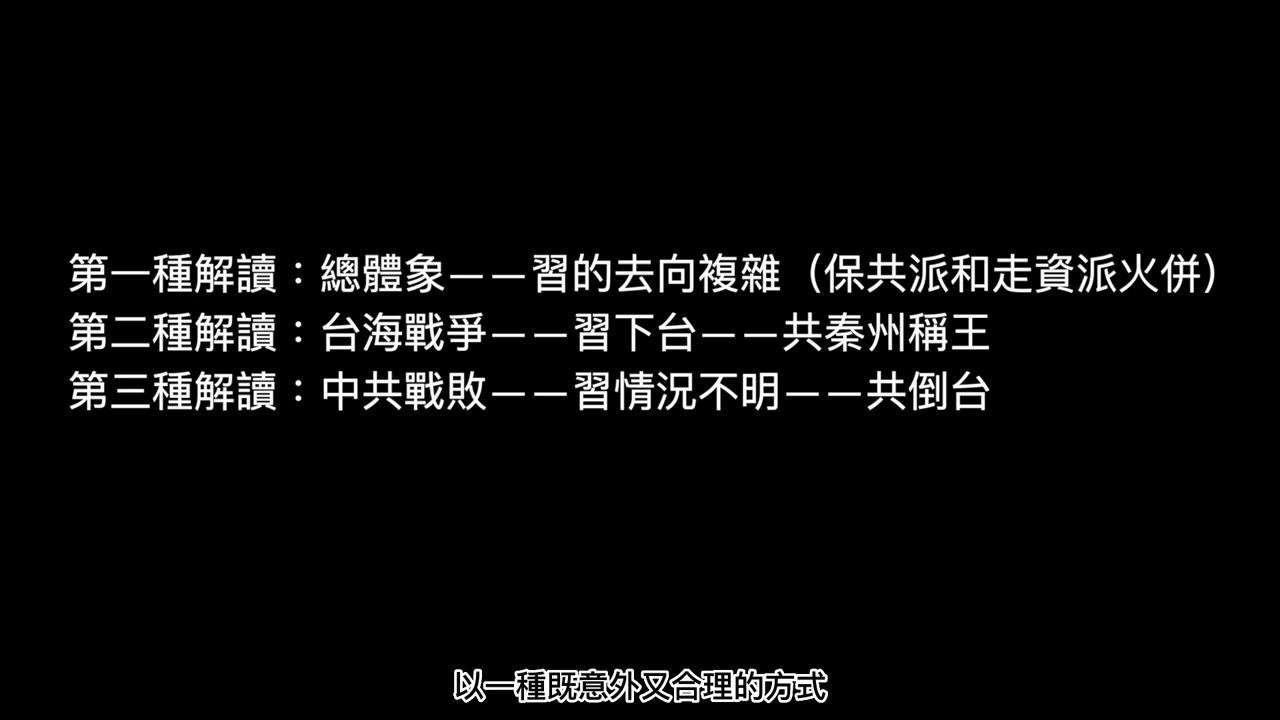 第一種解讀：總體象——習的去向複雜（保共派和走資派火併）
第二種解讀：台海戰爭——習下台——共秦州稱王
第三種解讀：中共戰敗——習情況不明——共倒台
以一種既意外又合理的方式